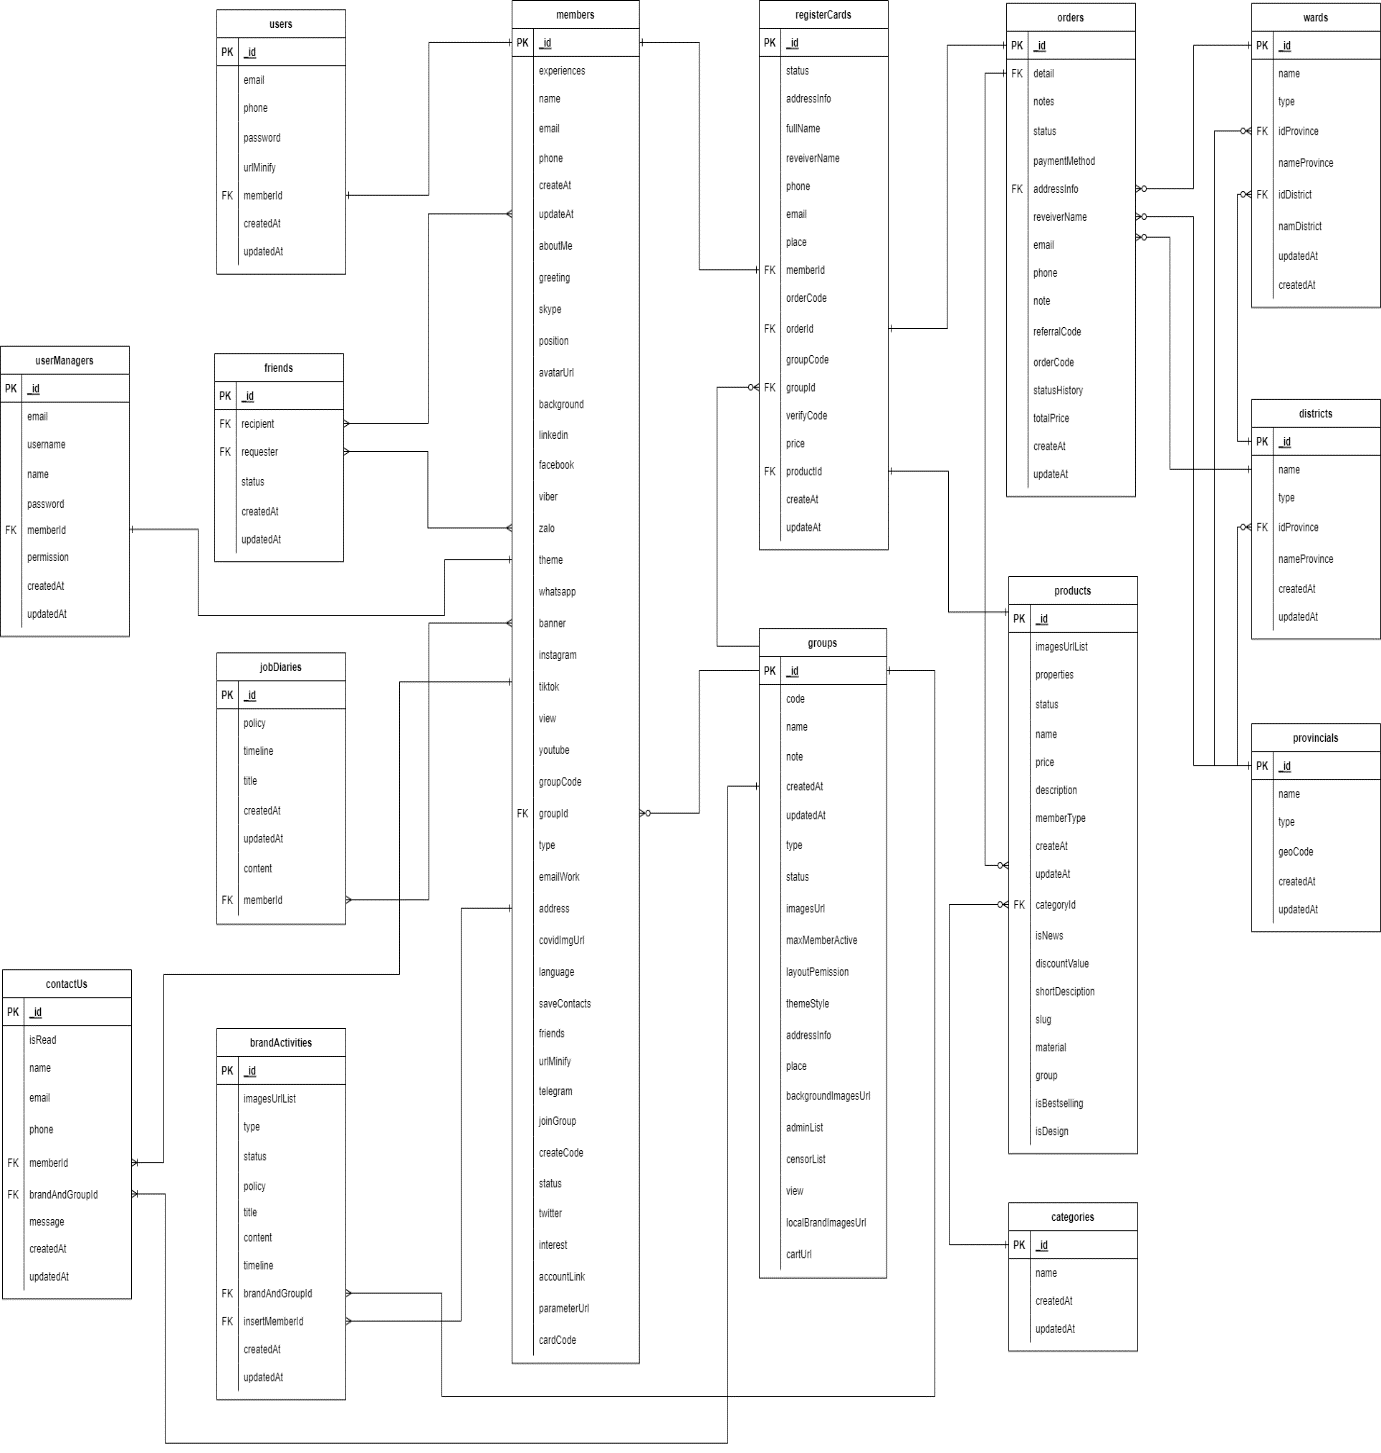 users
PK _id
email
phone
password
urlMinify
FK memberId
createdAt
updatedAt
members
PK _id
experiences
name
email
phone
createAt
updateAt
aboutMe
greeting
skype
position
avatarUrl
background
linkedin
facebook
viber
zalo
theme
whatsapp
banner
instagram
tiktok
view
youtube
groupCode
FK groupId
type
emailWork
address
covidImgUrl
language
saveContacts
friends
urlMinify
telegram
joinGroup
createCode
status
twitter
interest
accountLink
parameterUrl
cardCode
registerCards
PK _id
status
addressInfo
fullName
reveiverName
phone
email
place
FK memberId
orderCode
FK orderId
groupCode
FK groupId
verifyCode
price
FK productId
createAt
updateAt
orders
PK _id
FK detail
notes
status
paymentMethod
FK addressInfo
reveiverName
email
phone
note
referralCode
orderCode
statusHistory
totalPrice
createAt
updateAt
wards
PK _id
name
type
FK idProvince
nameProvince
FK idDistrict
namDistrict
updatedAt
createdAt
userManagers
PK _id
email
username
name
password
FK memberId
permission
createdAt
updatedAt
friends
PK _id
FK recipient
FK requester
status
createdAt
updatedAt
districts
PK _id
name
type
FK idProvince
nameProvince
createdAt
updatedAt
products
PK _id
imagesUrlList
properties
status
name
price
description
memberType
createAt
updateAt
FK categoryId
isNews
discountValue
shortDesciption
slug
material
group
isBestselling
isDesign
groups
PK _id
code
name
note
createdAt
updatedAt
type
status
imagesUrl
maxMemberActive
layoutPemission
themeStyle
addressInfo
place
backgroundImagesUrl
adminList
censorList
view
localBrandImagesUrl
cartUrl
jobDiaries
PK _id
policy
timeline
title
createdAt
updatedAt
content
FK memberId
provincials
PK _id
name
type
geoCode
createdAt
updatedAt
contactUs
PK _id
isRead
name
email
phone
FK memberId
FK brandAndGroupId
message
createdAt
updatedAt
brandActivities
PK _id
imagesUrlList
type
status
policy
title
content
timeline
FK brandAndGroupId
FK insertMemberId
createdAt
updatedAt
categories
PK _id
name
createdAt
updatedAt